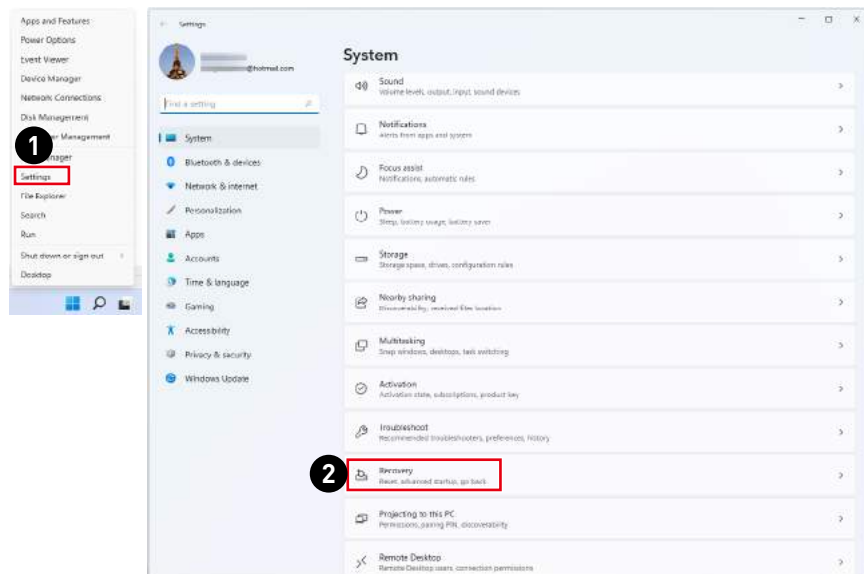 Apps and Features
Power Options
Event Viewer
Device Manager
Network Connections
Disk Management
er Management
1
nager
Settings
File Explorer
Search
Run
Shut down or sign out
Desktop
Settings
@hotmail.com
Find a setting
System
Bluetooth & devices
Network & internet
Personalization
Apps
Accounts
Time & language
Gaming
Accessibility
Privacy & security
Windows Update
System
Sound
Volume levels, output, input, sound devices
Notifications
Alerts from apps and system
Focus assist
Notifications, automatic rules
Power
Sleep, battery usage, battery saver
Storage
Storage space, drives, configuration rules
Nearby sharing
Discoverability, received files location
Multitasking
Snap windows, desktops, task switching
Activation
Activation state, subscriptions, product key
Troubleshoot
Recommended troubleshooters, preferences, history
2
Recovery
Reset, advanced startup, go back
Projecting to this PC
Permissions, pairing PIN, discoverability
Remote Desktop
Remote Desktop users, connection permissions